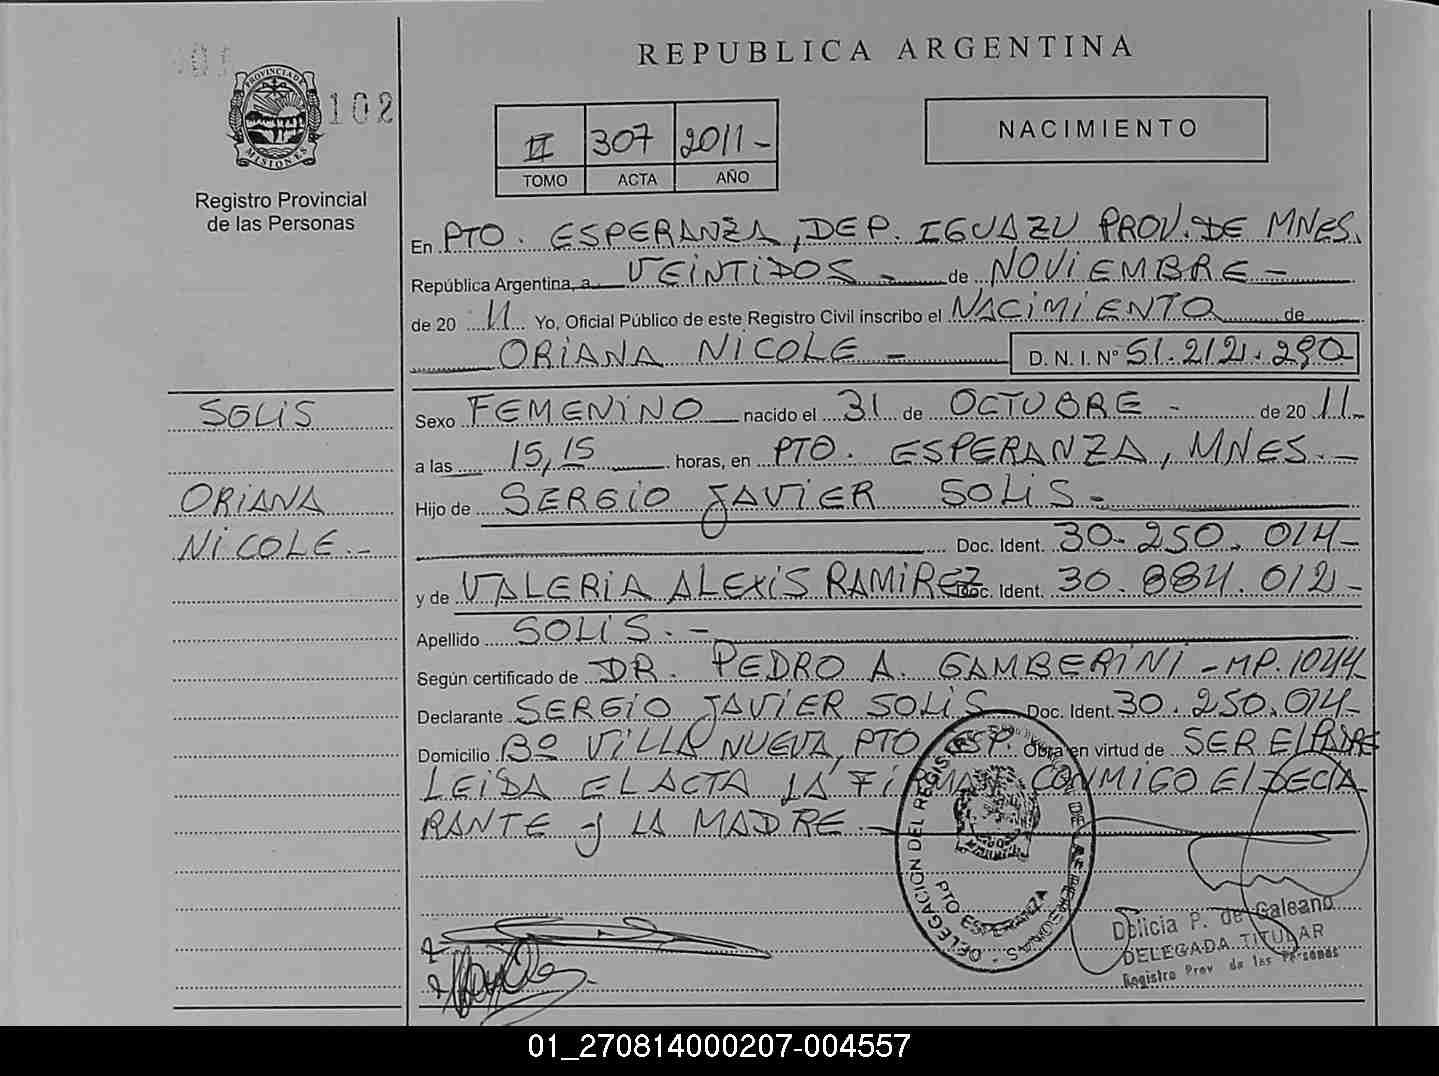 REPUBLICA ARGENTINA
PROVINCIA DE
MISIONES
102
Registro Provincial
de las Personas
II 307 2011-
TOMO ACTA AÑO
NACIMIENTO
En PTO. ESPERANZA, DEP. IGUAZU PROV. DE MNES.
República Argentina, a VEINTIDOS - de NOVIEMBRE -
de 20 11 Yo, Oficial Público de este Registro Civil inscribo el NACIMIENTO de
ORIANA NICOLE - D. N. I. Nº 51.212.290
SOLIS
ORIANA
NICOLE.-
Sexo FEMENINO nacido el 31 de OCTUBRE - de 20 11-
a las 15,15 horas, en PTO. ESPERANZA, MNES.-
Hijo de SERGIO JAVIER SOLIS-
Doc. Ident. 30.250.014-
y de VALERIA ALEXIS RAMIREZ Doc. Ident. 30.884.012-
Apellido SOLIS.-
Según certificado de DR. PEDRO A. GAMBERINI - MP.1044
Declarante SERGIO JAVIER SOLIS Doc. Ident. 30.250.014-
Domicilio Bº VILLA NUEVA, PTO ESP. Obra en virtud de SER EL PADRE
LEIDA EL ACTA LA FIRMAN CONMIGO El DECLA
RANTE y LA MADRE.-
DELEGACION DEL REGISTRO DE LAS PERSONAS -
PTO ESPERANZA
Delicia P. de Galeano
DELEGADA TITULAR
Registro Prov de las Personas
01_270814000207-004557